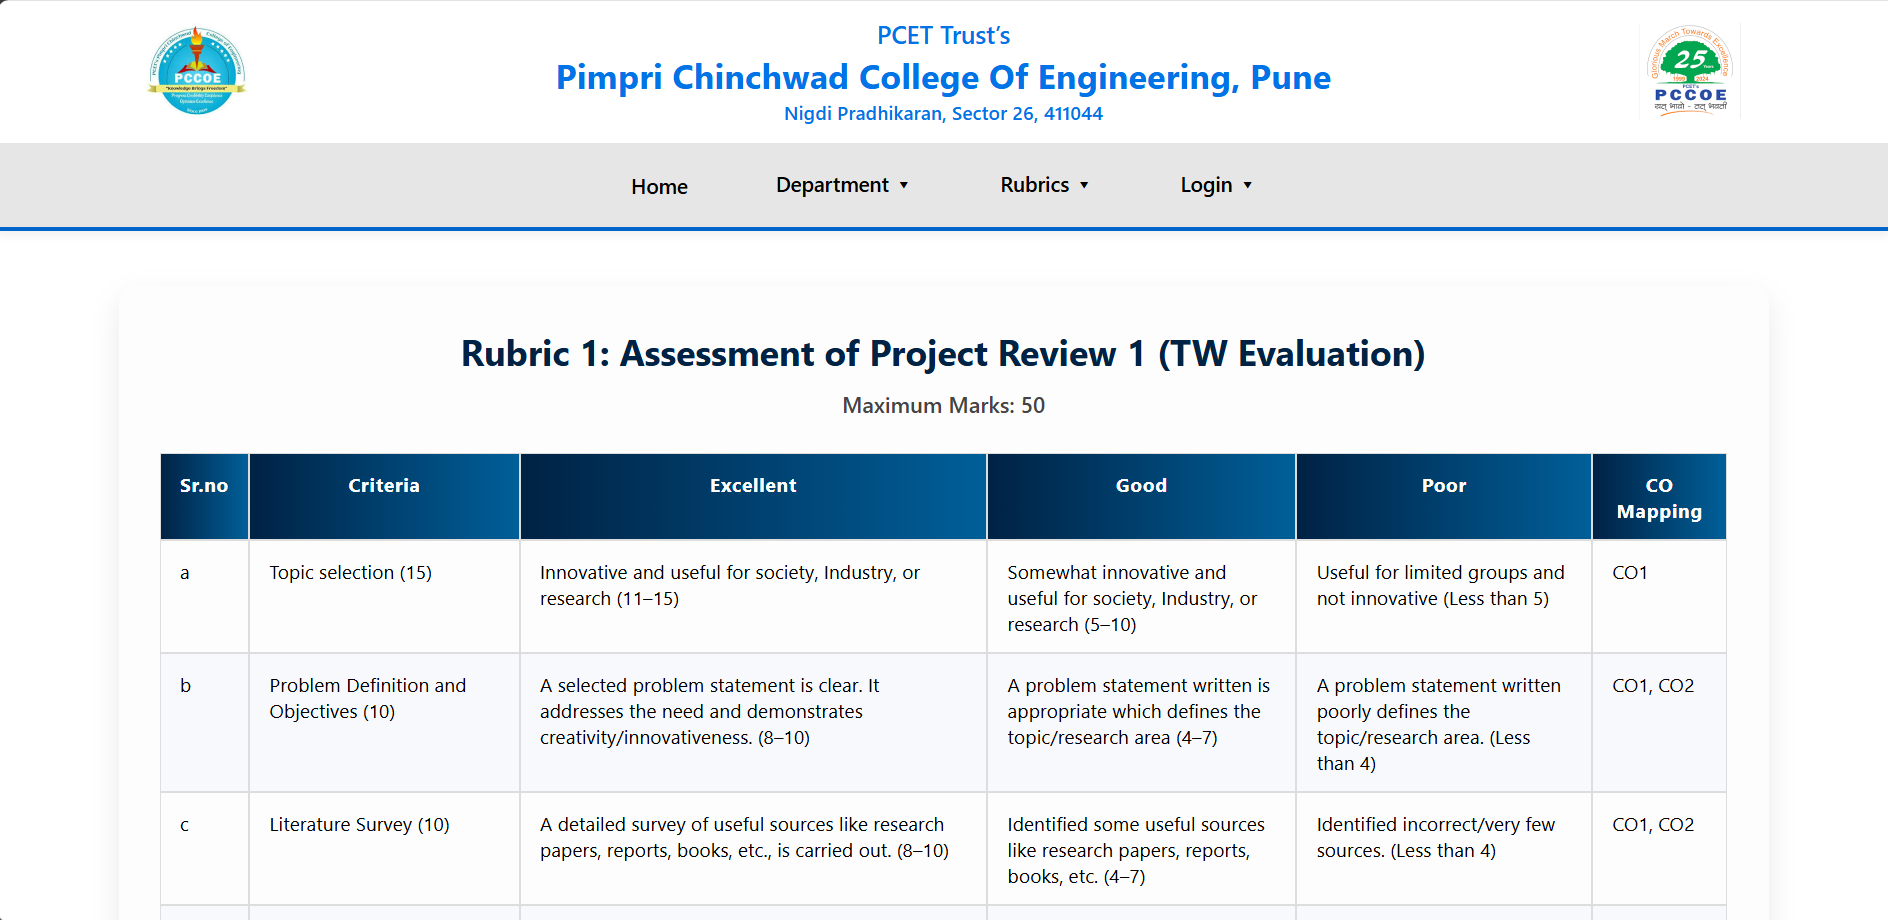 PCET Trust's
Pimpri Chinchwad College Of Engineering, Pune
Nigdi Pradhikaran, Sector 26, 411044
PCCOE
"Knowledge Brings Freedom"
Glorious March Towards Excellence
25 Years
1999 2024
PCET's
PCCOE
यत् भावो - तत् भवती
Home
Department ▼
Rubrics ▼
Login ▼
Rubric 1: Assessment of Project Review 1 (TW Evaluation)
Maximum Marks: 50
Sr.no
Criteria
Excellent
Good
Poor
CO
Mapping
a
Topic selection (15)
Innovative and useful for society, Industry, or
research (11–15)
Somewhat innovative and
useful for society, Industry, or
research (5–10)
Useful for limited groups and
not innovative (Less than 5)
CO1
b
Problem Definition and
Objectives (10)
A selected problem statement is clear. It
addresses the need and demonstrates
creativity/innovativeness. (8–10)
A problem statement written is
appropriate which defines the
topic/research area (4–7)
A problem statement written
poorly defines the
topic/research area. (Less
than 4)
CO1, CO2
c
Literature Survey (10)
A detailed survey of useful sources like research
papers, reports, books, etc., is carried out. (8–10)
Identified some useful sources
like research papers, reports,
books, etc. (4–7)
Identified incorrect/very few
sources. (Less than 4)
CO1, CO2